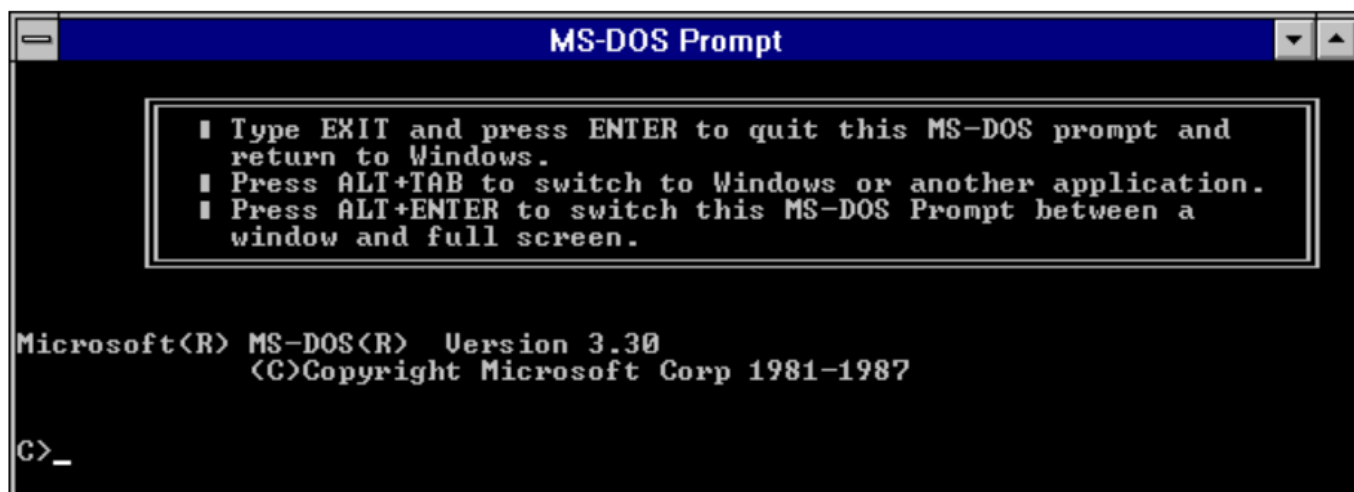 MS-DOS Prompt
Type EXIT and press ENTER to quit this MS-DOS prompt and
return to Windows.
Press ALT+TAB to switch to Windows or another application.
Press ALT+ENTER to switch this MS-DOS Prompt between a
window and full screen.
Microsoft(R) MS-DOS(R)  Version 3.30
(C)Copyright Microsoft Corp 1981-1987
C>_